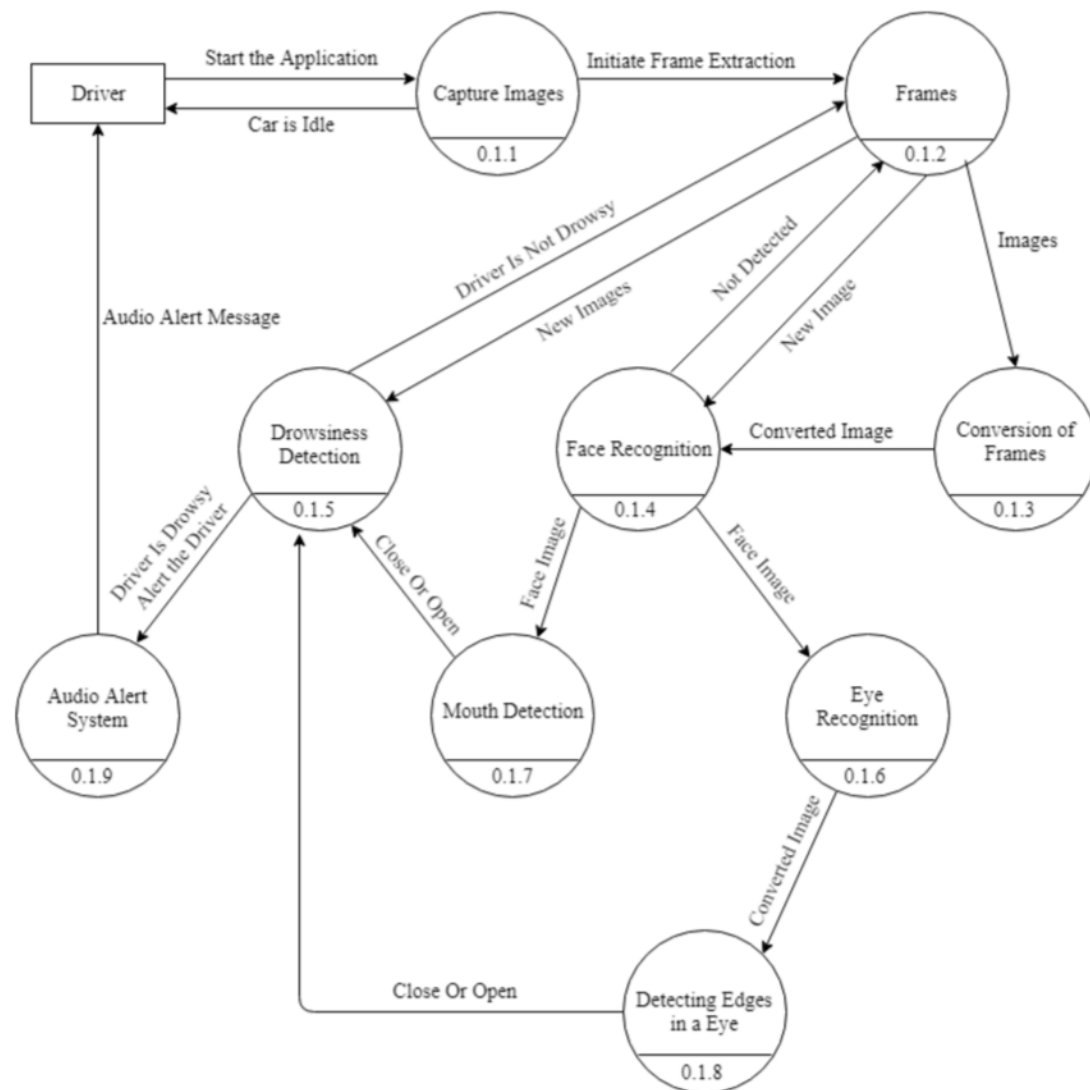 Driver
Start the Application
Car is Idle
Capture Images
0.1.1
Initiate Frame Extraction
Frames
0.1.2
Driver Is Not Drowsy
New Images
Not Detected
New Image
Images
Audio Alert Message
Drowsiness
Detection
0.1.5
Face Recognition
0.1.4
Converted Image
Conversion of
Frames
0.1.3
Driver Is Drowsy
Alert the Driver
Close Or Open
Face Image
Face Image
Audio Alert
System
0.1.9
Mouth Detection
0.1.7
Eye
Recognition
0.1.6
Converted Image
Close Or Open
Detecting Edges
in a Eye
0.1.8